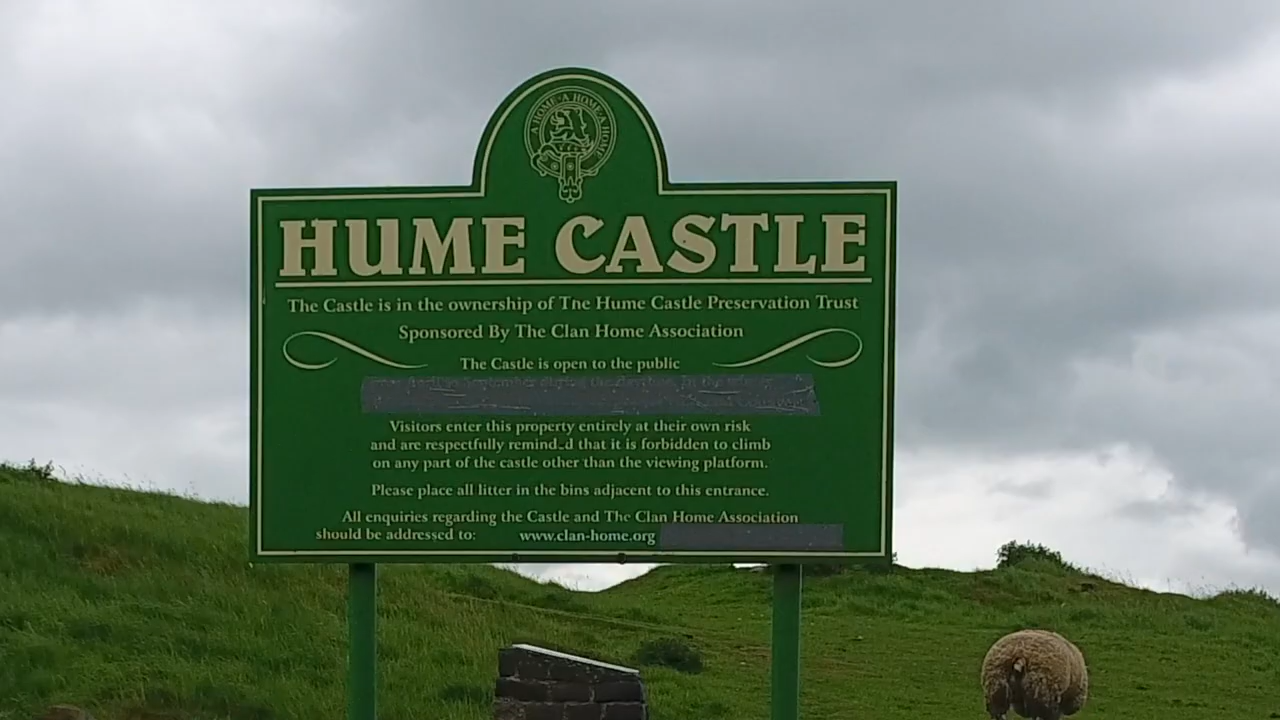 A HOME·A HOME·A HOME
HUME CASTLE
The Castle is in the ownership of The Hume Castle Preservation Trust
Sponsored By The Clan Home Association
The Castle is open to the public
Visitors enter this property entirely at their own risk
and are respectfully remind_d that it is forbidden to climb
on any part of the castle other than the viewing platform.
Please place all litter in the bins adjacent to this entrance.
All enquiries regarding the Castle and The Clan Home Association
should be addressed to: www.clan-home.org